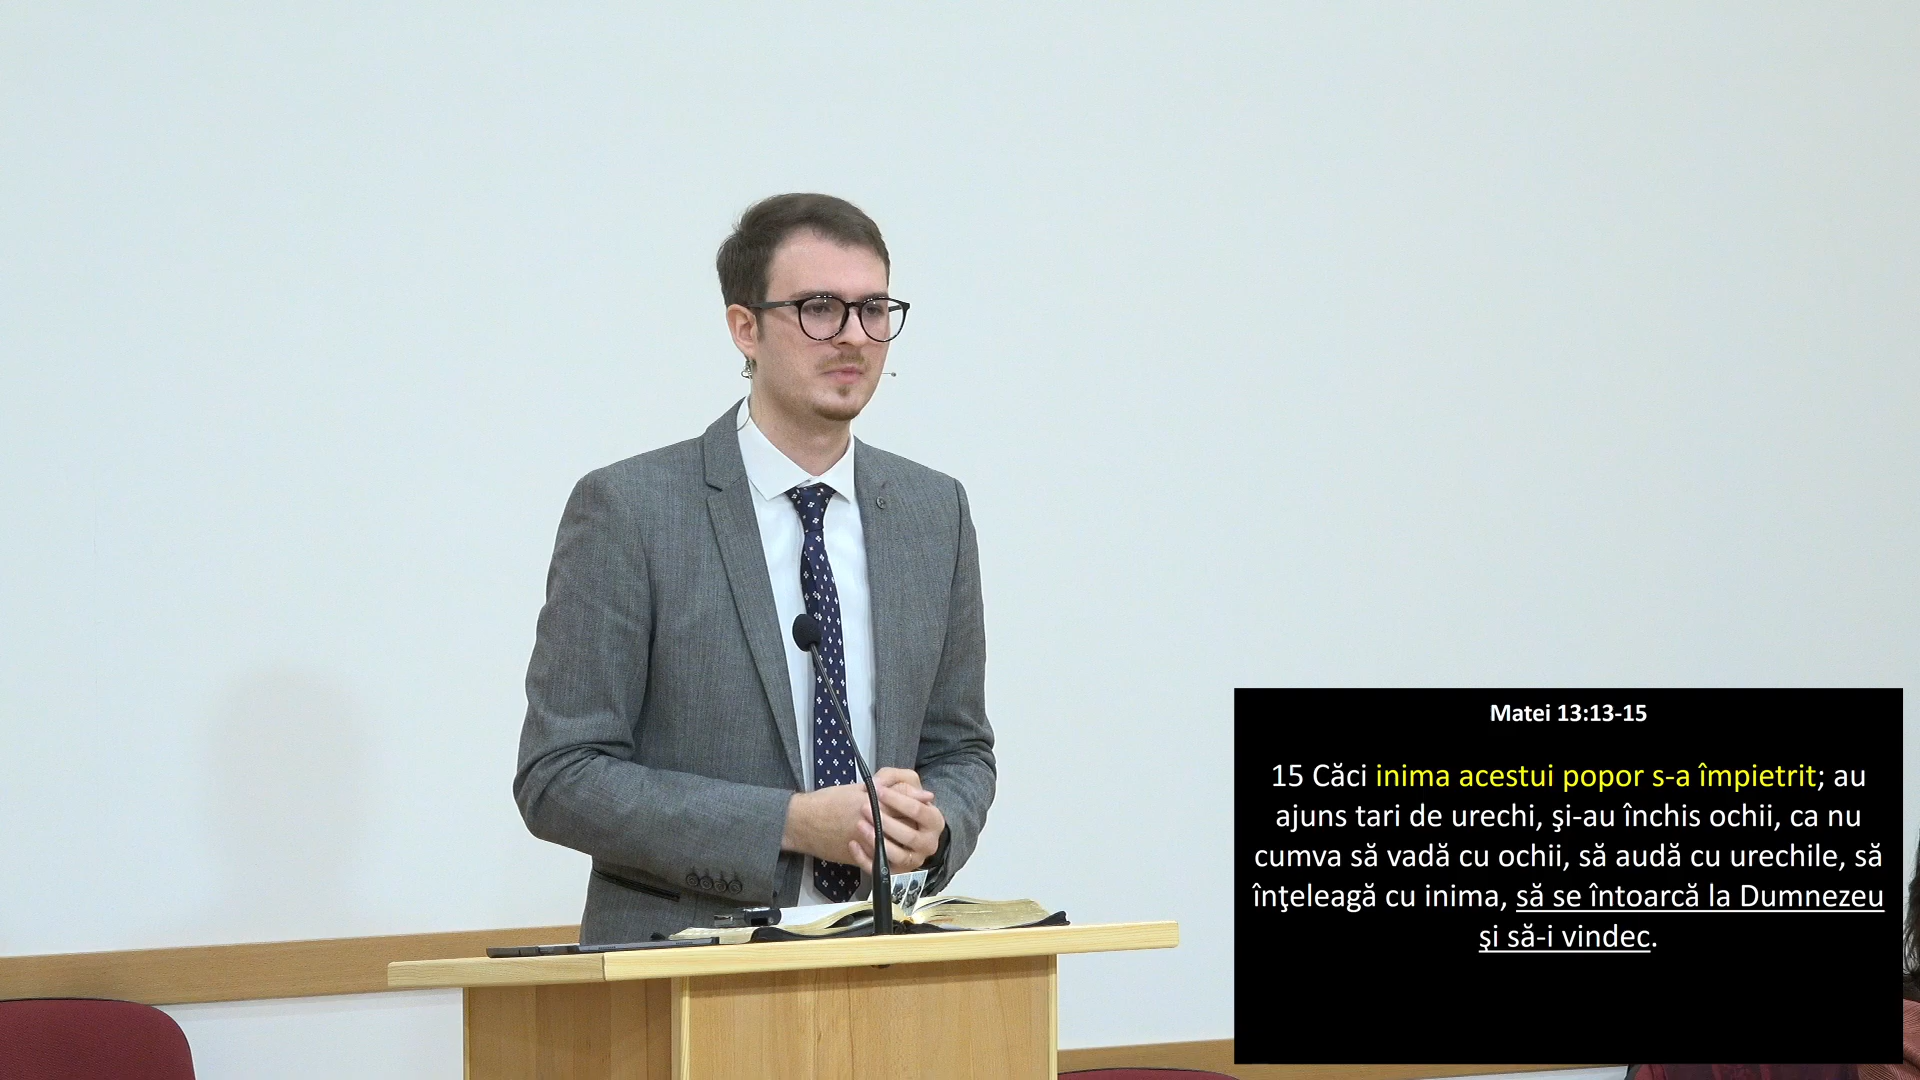 Matei 13:13-15
15 Căci inima acestui popor s-a împietrit; au
ajuns tari de urechi, şi-au închis ochii, ca nu
cumva să vadă cu ochii, să audă cu urechile, să
înţeleagă cu inima, să se întoarcă la Dumnezeu
şi să-i vindec.